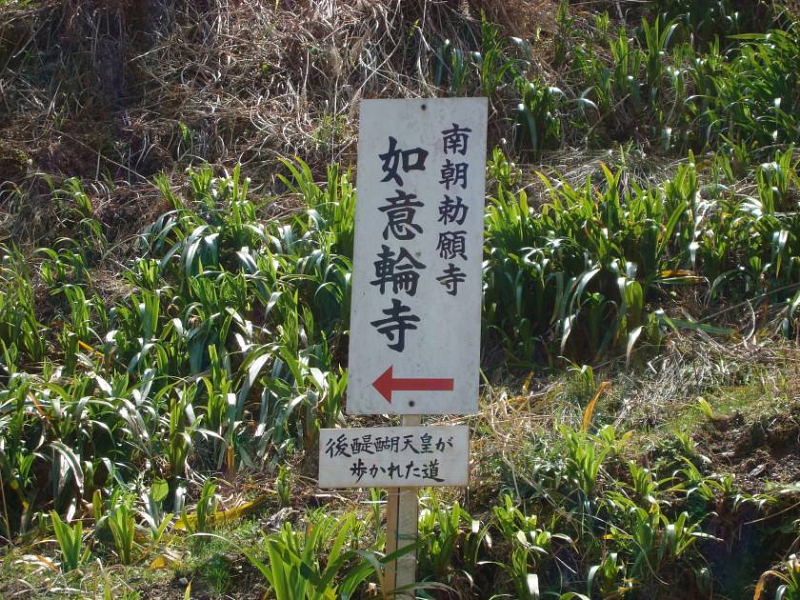 南朝勅願寺
如意輪寺
後醍醐天皇が
歩かれた道